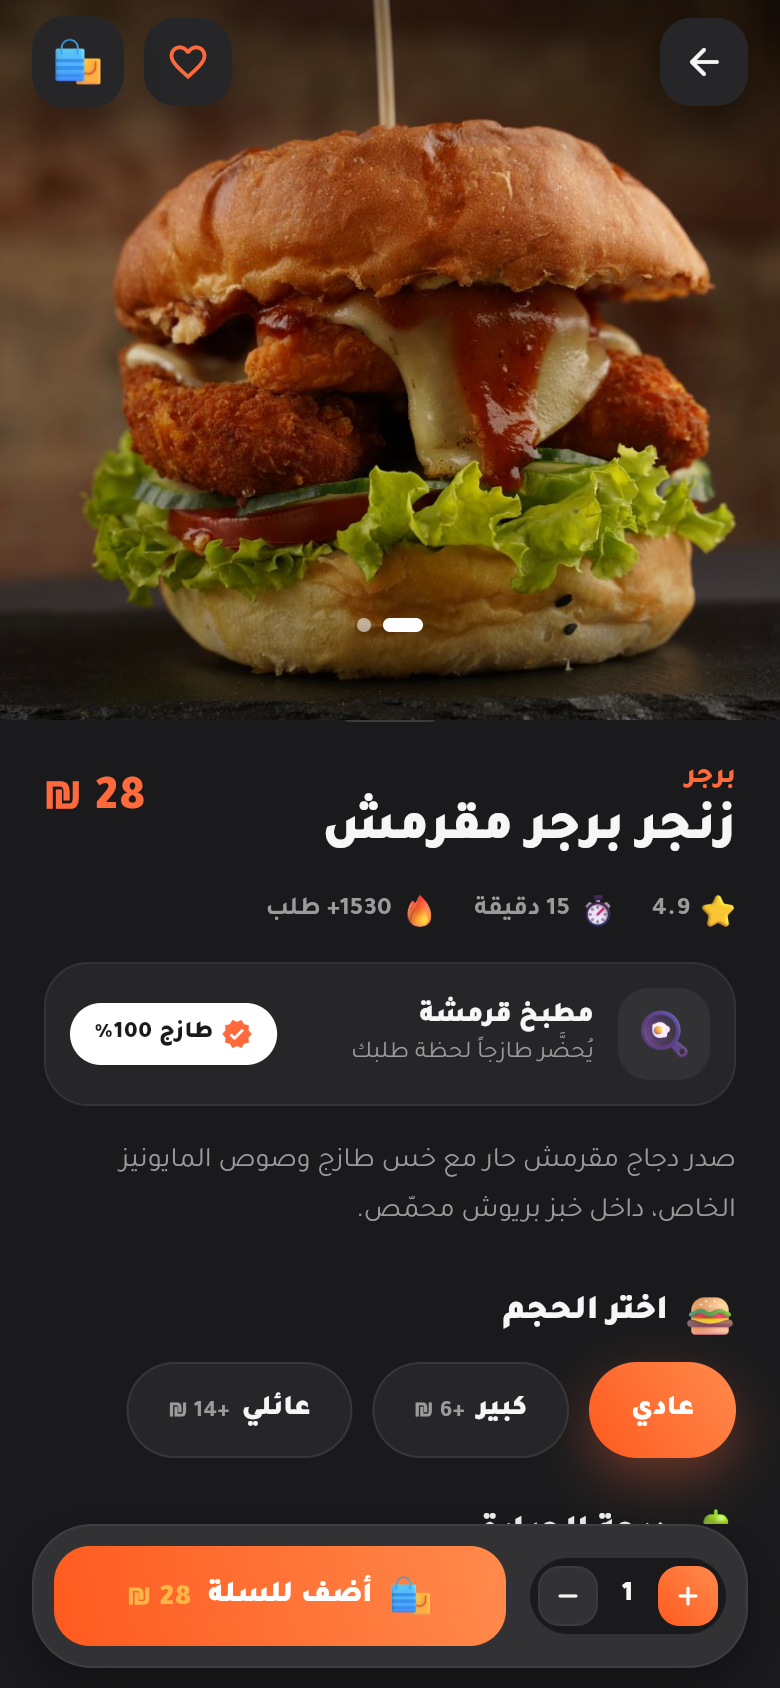 برجر
زنجر برجر مقرمش
28 ₪
4.9
15 دقيقة
1530+ طلب
مطبخ قرمشة
يُحضَّر طازجاً لحظة طلبك
طازج 100%
صدر دجاج مقرمش حار مع خس طازج وصوص المايونيز
الخاص، داخل خبز بريوش محمّص.
اختر الحجم
عادي
كبير +6 ₪
عائلي +14 ₪
1
أضف للسلة 28 ₪